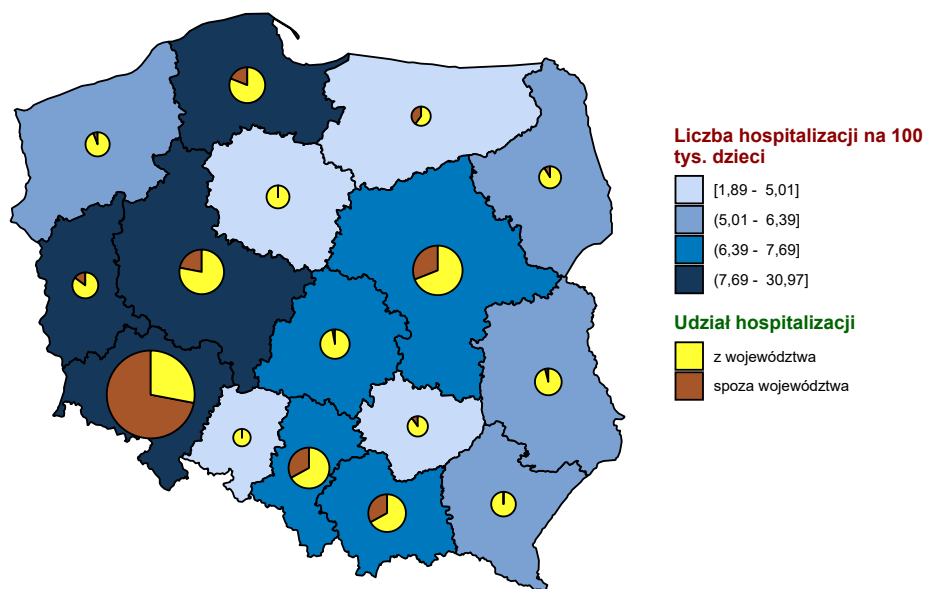 Liczba hospitalizacji na 100
tys. dzieci
[1,89 - 5,01]
(5,01 - 6,39]
(6,39 - 7,69]
(7,69 - 30,97]
Udział hospitalizacji
z województwa
spoza województwa